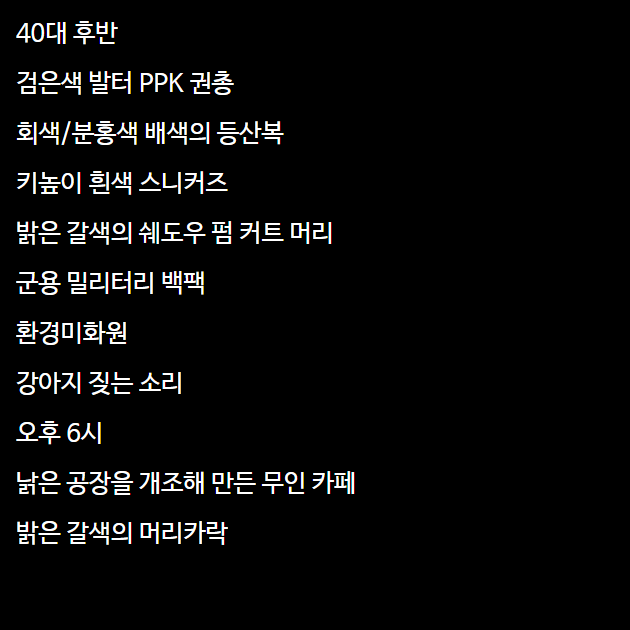 40대 후반
검은색 발터 PPK 권총
회색/분홍색 배색의 등산복
키높이 흰색 스니커즈
밝은 갈색의 쉐도우 펌 커트 머리
군용 밀리터리 백팩
환경미화원
강아지 짖는 소리
오후 6시
낡은 공장을 개조해 만든 무인 카페
밝은 갈색의 머리카락